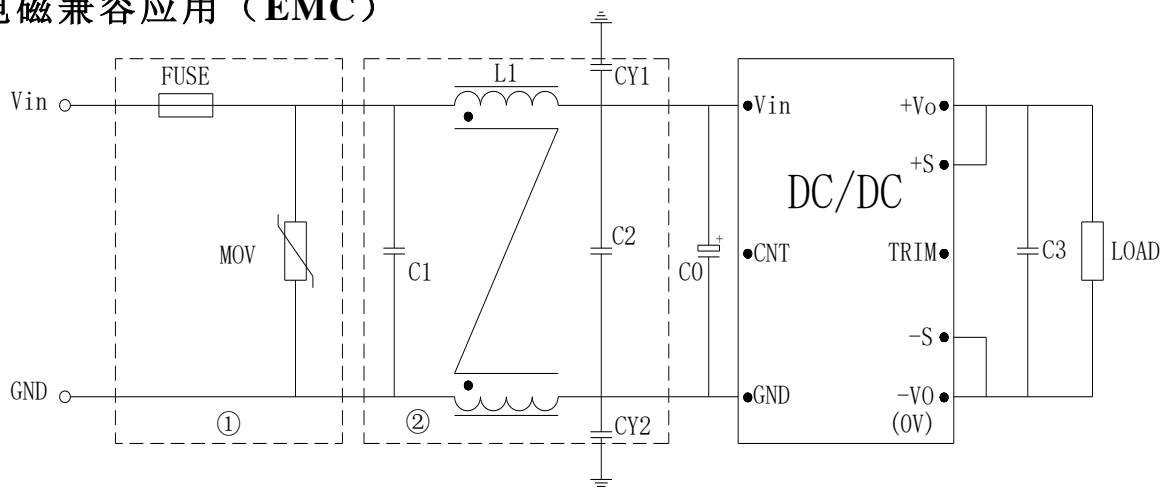 电磁兼容应用（EMC）
FUSE
L1
CY1
Vin
Vin
+Vo
+S
DC/DC
MOV
C1
C2
C0
+
CNT
TRIM
C3
LOAD
-S
GND
GND
-VO
(0V)
①
②
CY2